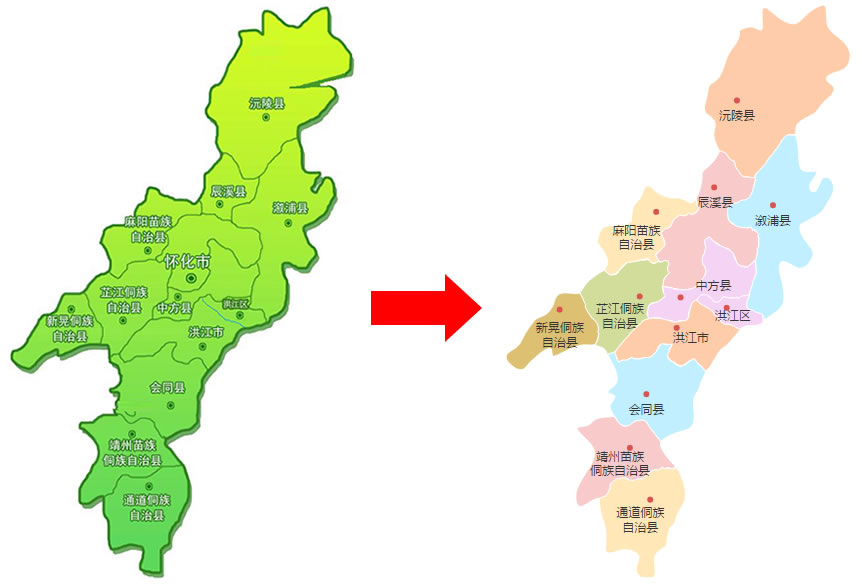 沅陵县
辰溪县
溆浦县
麻阳苗族
自治县
怀化市
芷江侗族
自治县
中方县
洪江区
新晃侗族
自治县
洪江市
会同县
靖州苗族
侗族自治县
通道侗族
自治县
沅陵县
辰溪县
溆浦县
麻阳苗族
自治县
中方县
芷江侗族
自治县
洪江区
新晃侗族
自治县
洪江市
会同县
靖州苗族
侗族自治县
通道侗族
自治县